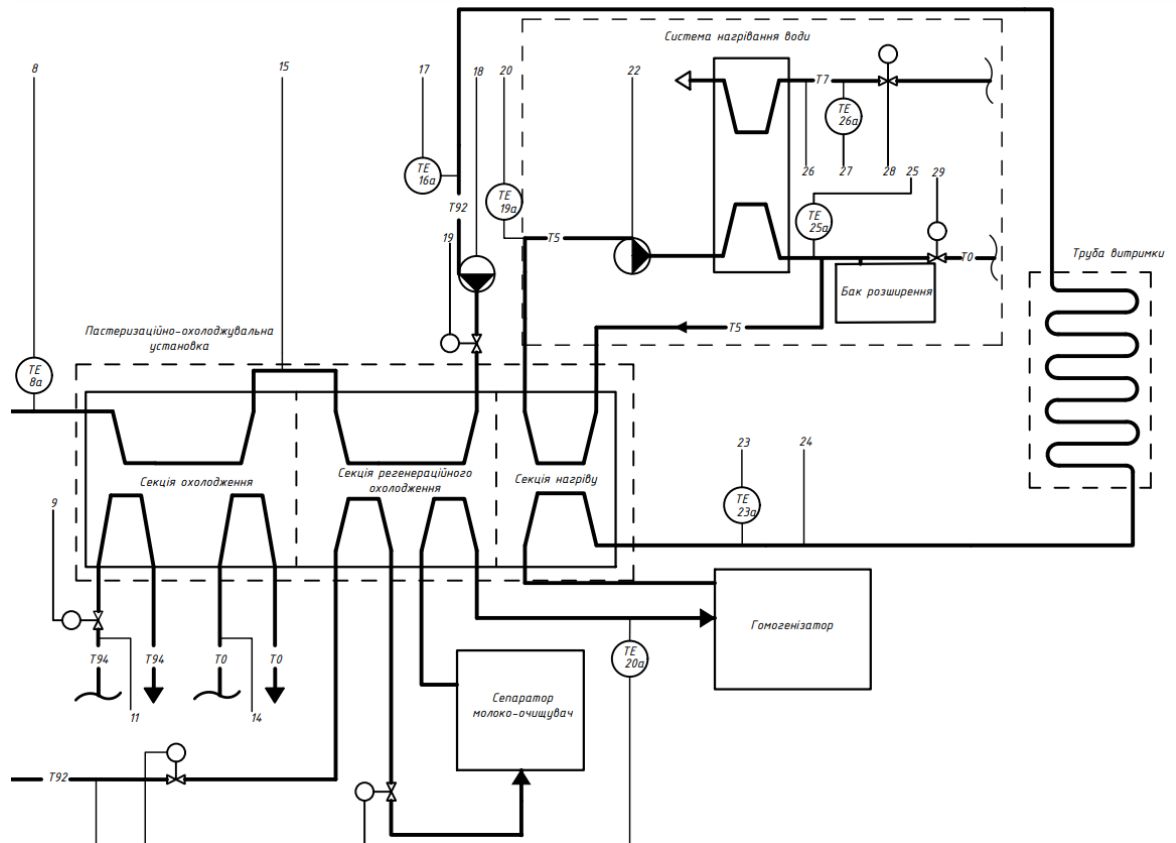 Система нагрівання води
8
15
17
18
20
22
T7
TE
26a
26
27
28
25
29
TE
16a
TE
19a
T92
19
T5
TE
25a
T0
Бак розширення
Труба витримки
T5
Пастеризаційно-охолоджувальна
установка
TE
8a
Секція охолодження
Секція регенераційного
охолодження
Секція нагріву
23
24
TE
23a
9
Гомогенізатор
T94
T94
T0
T0
TE
20a
11
14
Сепаратор
молоко-очищувач
T92